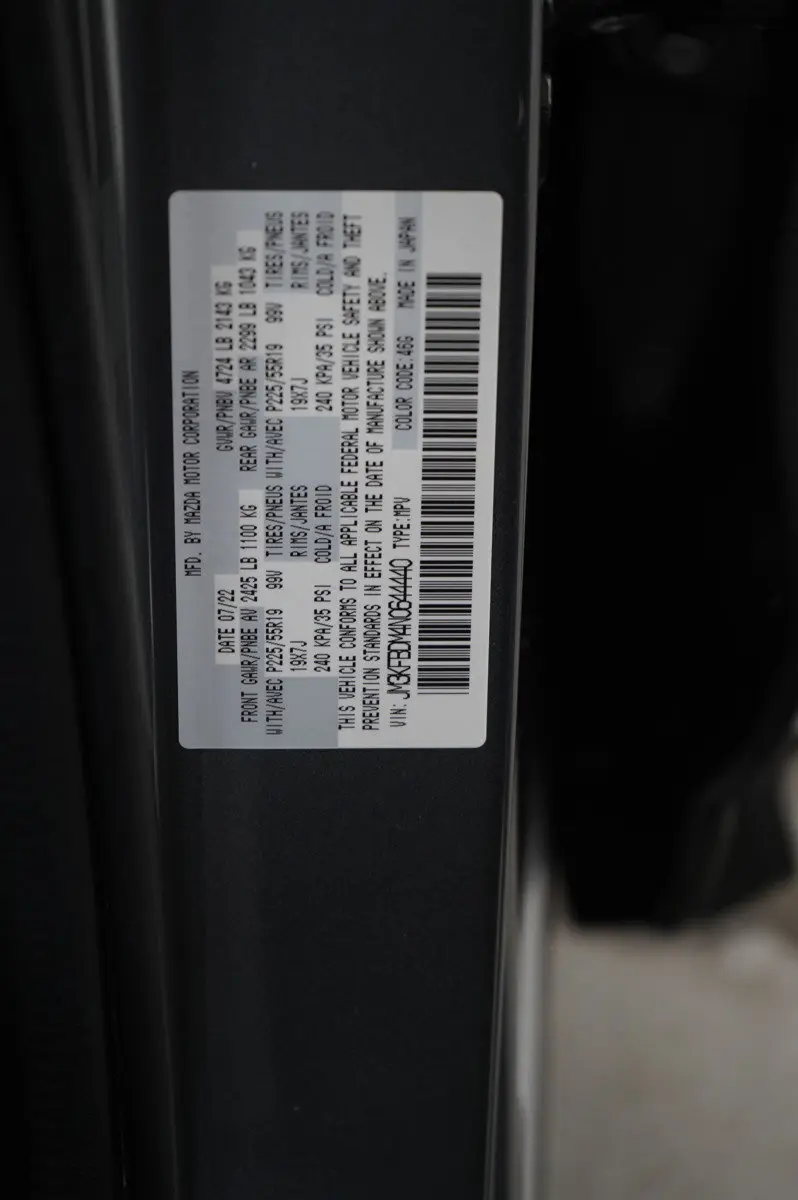 MFD. BY MAZDA MOTOR CORPORATION
DATE 07/22 GVWR/PNBV 4724 LB 2143 KG
FRONT GAWR/PNBE AV 2425 LB 1100 KG REAR GAWR/PNBE AR 2299 LB 1043 KG
WITH/AVEC P225/55R19 99V TIRES/PNEUS WITH/AVEC P225/55R19 99V TIRES/PNEUS
19X7J RIMS/JANTES 19X7J RIMS/JANTES
240 KPA/35 PSI COLD/A FROID 240 KPA/35 PSI COLD/A FROID
THIS VEHICLE CONFORMS TO ALL APPLICABLE FEDERAL MOTOR VEHICLE SAFETY AND THEFT
PREVENTION STANDARDS IN EFFECT ON THE DATE OF MANUFACTURE SHOWN ABOVE.
VIN: JM3KFBDM4N0644440 TYPE:MPV COLOR CODE:46G MADE IN JAPAN